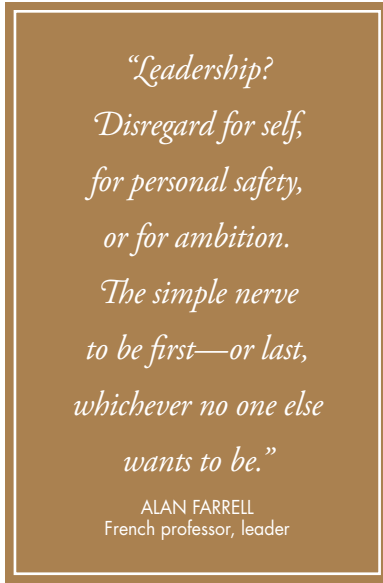 “Leadership?
Disregard for self,
for personal safety,
or for ambition.
The simple nerve
to be first—or last,
whichever no one else
wants to be.”
ALAN FARRELL
French professor, leader